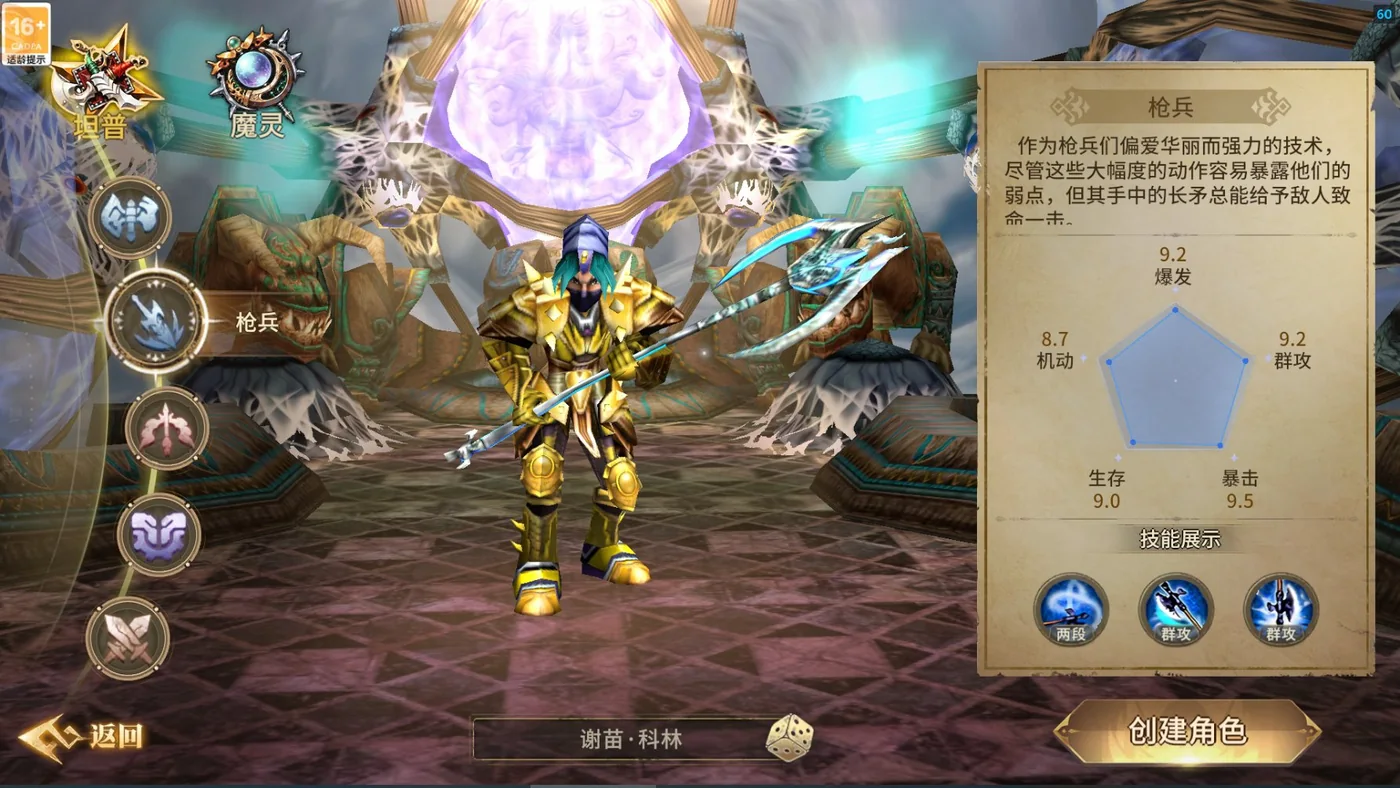 16+
CADPA
适龄提示
60
坦普
魔灵
枪兵
枪兵
作为枪兵们偏爱华丽而强力的技术，
尽管这些大幅度的动作容易暴露他们的
弱点，但其手中的长矛总能给予敌人致
命一击。
9.2
爆发
8.7
机动
9.2
群攻
生存
9.0
暴击
9.5
技能展示
两段
群攻
群攻
返回
谢苗·科林
创建角色